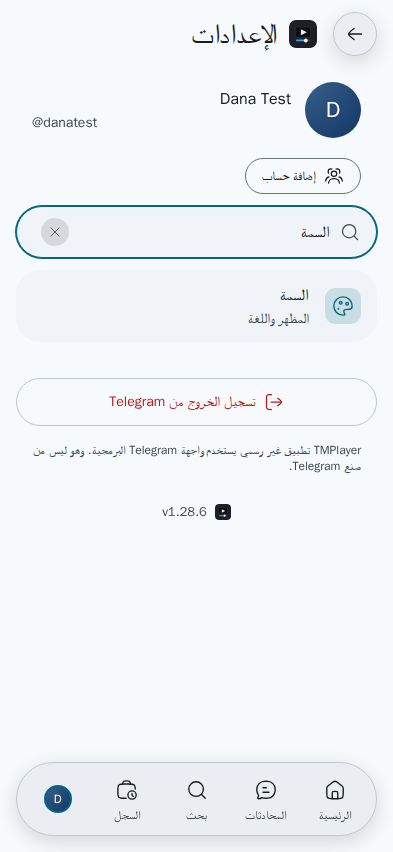 الإعدادات
D
Dana Test
@danatest
إضافة حساب
السمة
السمة
المظهر واللغة
تسجيل الخروج من Telegram
TMPlayer تطبيق غير رسمي يستخدم واجهة Telegram البرمجية. وهو ليس من
صنع Telegram.
v1.28.6
الرئيسية
المحادثات
بحث
السجل
D